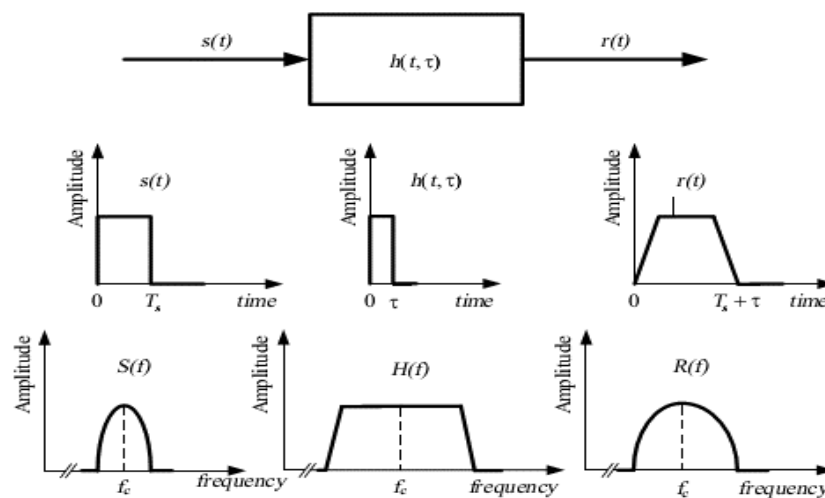 s(t) h(t, τ) r(t)
Amplitude s(t) Amplitude h(t, τ) Amplitude r(t)
0 T_s time 0 τ time 0 T_s + τ time
Amplitude S(f) Amplitude H(f) Amplitude R(f)
f_c frequency f_c frequency f_c frequency